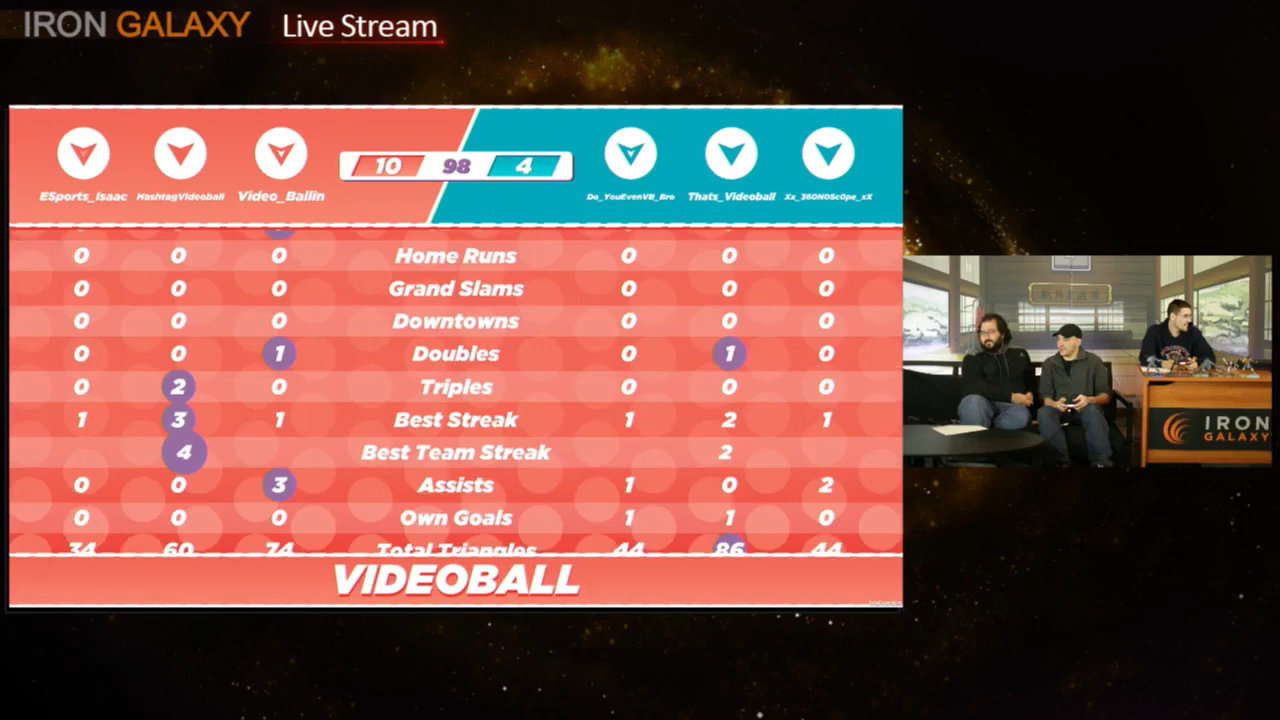 IRON GALAXY Live Stream
10 98 4
ESports_Isaac HashtagVideoball Video_Ballin Do_YouEvenVB_Bro Thats_Videoball Xx_360N0Sc0pe_xX
0 0 0 Home Runs 0 0 0
0 0 0 Grand Slams 0 0 0
0 0 0 Downtowns 0 0 0
0 0 1 Doubles 0 1 0
0 2 0 Triples 0 0 0
1 3 1 Best Streak 1 2 1
4 Best Team Streak 2
0 0 3 Assists 1 0 2
0 0 0 Own Goals 1 1 0
34 60 74 Total Triangles 44 86 44
VIDEOBALL
IRON
GALAXY